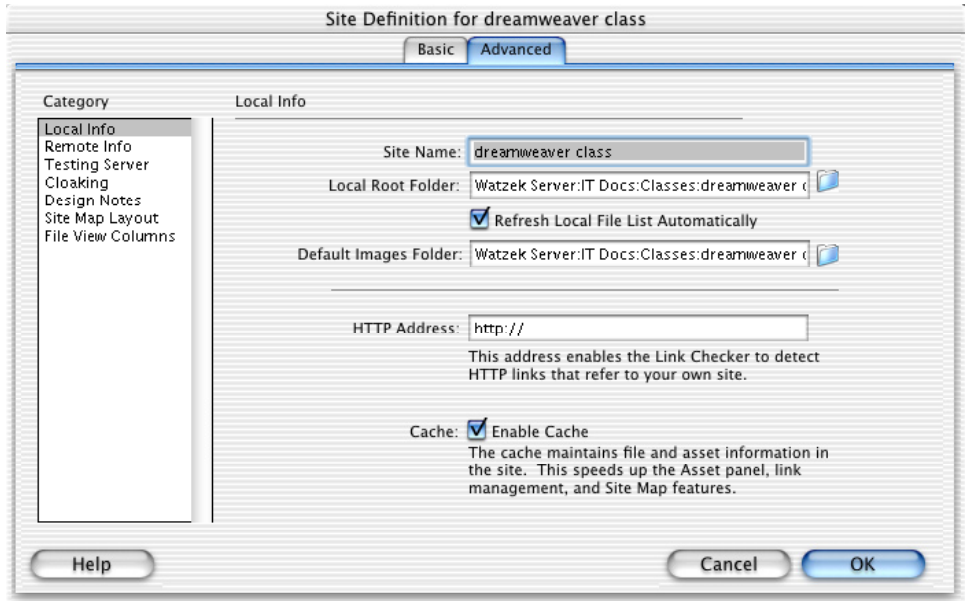 Site Definition for dreamweaver class
Basic
Advanced
Category
Local Info
Remote Info
Testing Server
Cloaking
Design Notes
Site Map Layout
File View Columns
Local Info
Site Name: dreamweaver class
Local Root Folder: Watzek Server:IT Docs:Classes:dreamweaver
Refresh Local File List Automatically
Default Images Folder: Watzek Server:IT Docs:Classes:dreamweaver
HTTP Address: http://
This address enables the Link Checker to detect
HTTP links that refer to your own site.
Cache: Enable Cache
The cache maintains file and asset information in
the site. This speeds up the Asset panel, link
management, and Site Map features.
Help
Cancel
OK